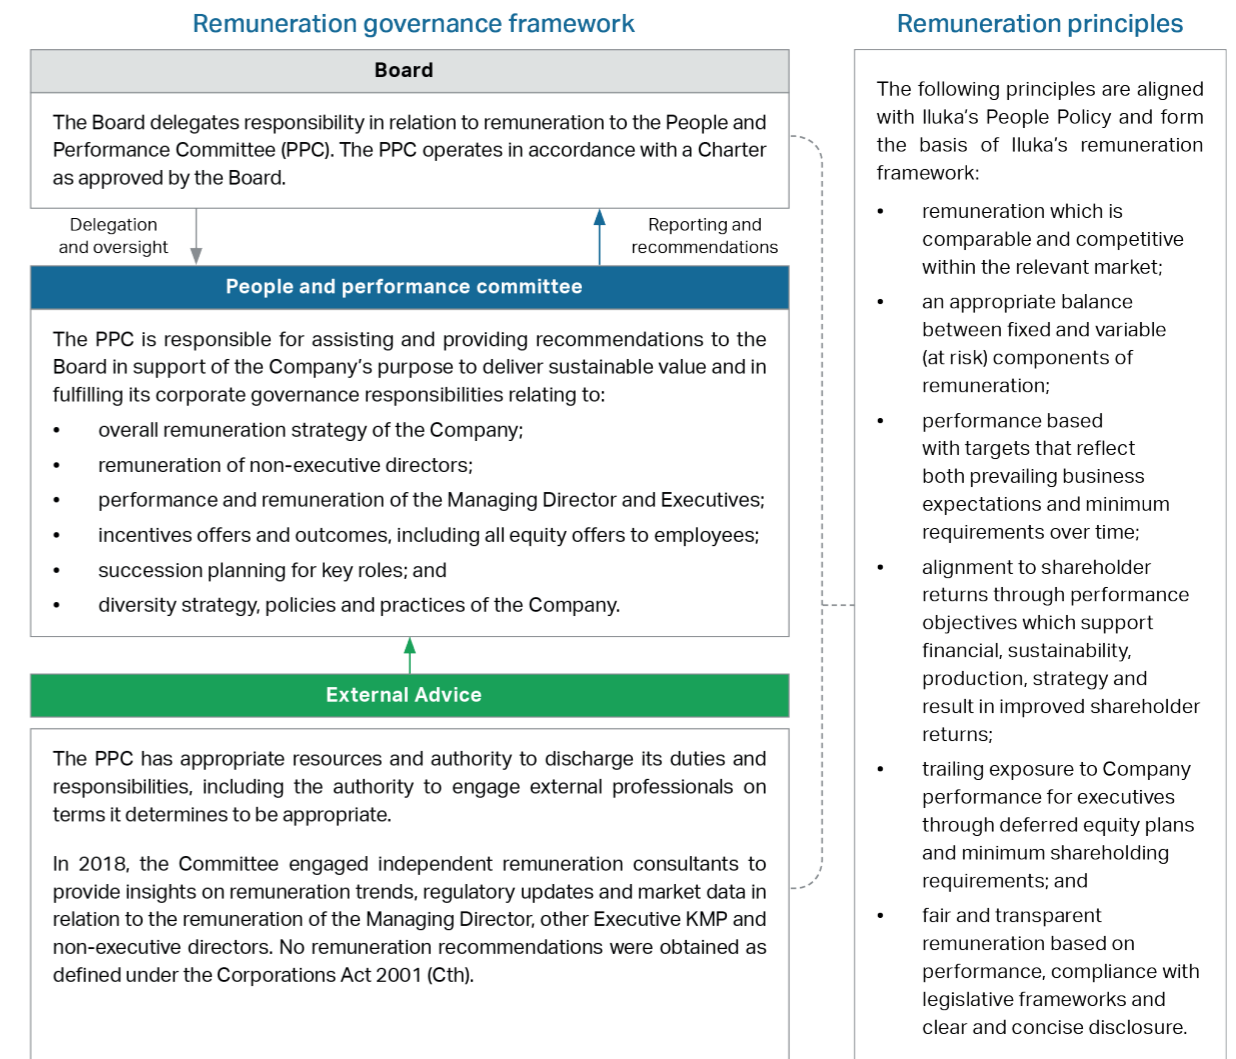 Remuneration governance framework
Board
The Board delegates responsibility in relation to remuneration to the People and
Performance Committee (PPC). The PPC operates in accordance with a Charter
as approved by the Board.
Delegation
and oversight
Reporting and
recommendations
People and performance committee
The PPC is responsible for assisting and providing recommendations to the
Board in support of the Company's purpose to deliver sustainable value and in
fulfilling its corporate governance responsibilities relating to:
• overall remuneration strategy of the Company;
• remuneration of non-executive directors;
• performance and remuneration of the Managing Director and Executives;
• incentives offers and outcomes, including all equity offers to employees;
• succession planning for key roles; and
• diversity strategy, policies and practices of the Company.
External Advice
The PPC has appropriate resources and authority to discharge its duties and
responsibilities, including the authority to engage external professionals on
terms it determines to be appropriate.
In 2018, the Committee engaged independent remuneration consultants to
provide insights on remuneration trends, regulatory updates and market data in
relation to the remuneration of the Managing Director, other Executive KMP and
non-executive directors. No remuneration recommendations were obtained as
defined under the Corporations Act 2001 (Cth).
Remuneration principles
The following principles are aligned
with Iluka's People Policy and form
the basis of Iluka's remuneration
framework:
• remuneration which is
comparable and competitive
within the relevant market;
• an appropriate balance
between fixed and variable
(at risk) components of
remuneration;
• performance based
with targets that reflect
both prevailing business
expectations and minimum
requirements over time;
• alignment to shareholder
returns through performance
objectives which support
financial, sustainability,
production, strategy and
result in improved shareholder
returns;
• trailing exposure to Company
performance for executives
through deferred equity plans
and minimum shareholding
requirements; and
• fair and transparent
remuneration based on
performance, compliance with
legislative frameworks and
clear and concise disclosure.